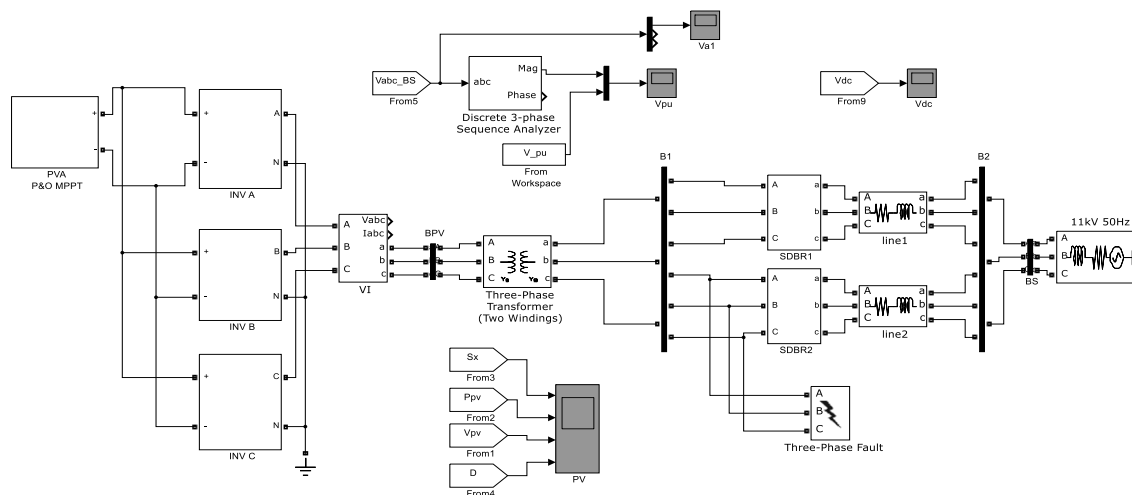 Va1
Vabc_BS
From5
abc
Mag
Phase
Discrete 3-phase
Sequence Analyzer
Vpu
V_pu
From
Workspace
Vdc
From9
Vdc
+
-
PVA
P&O MPPT
+
-
A
N
INV A
+
-
B
N
INV B
+
-
C
N
INV C
A
B
C
Vabc
Iabc
a
b
c
VI
BPV
A
B
C
a
b
c
Three-Phase
Transformer
(Two Windings)
B1
A
B
C
a
b
c
SDBR1
A
B
C
a
b
c
line1
A
B
C
a
b
c
SDBR2
A
B
C
a
b
c
line2
B2
BS
11kV 50Hz
A
B
C
A
B
C
Three-Phase Fault
Sx
From3
Ppv
From2
Vpv
From1
D
From4
PV